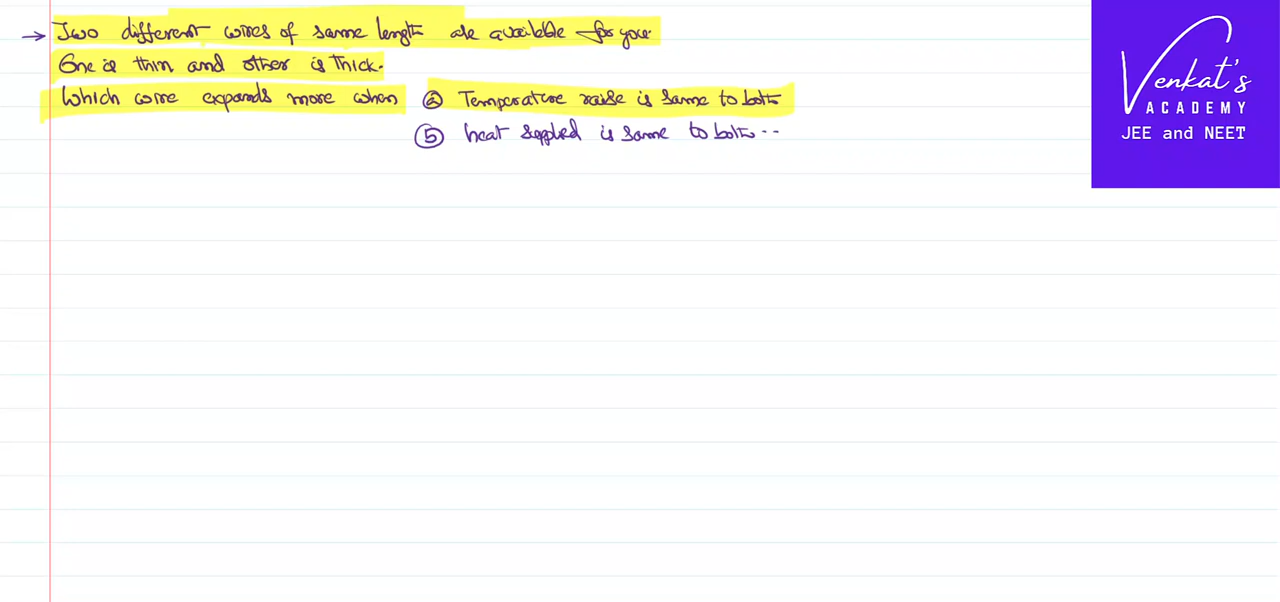 → Two different wires of same length are available for you.
One is thin and other is thick.
Which wire expands more when ⓐ Temperature raise is same to both
ⓑ heat supplied is same to both..
Venkat's
ACADEMY
JEE and NEET